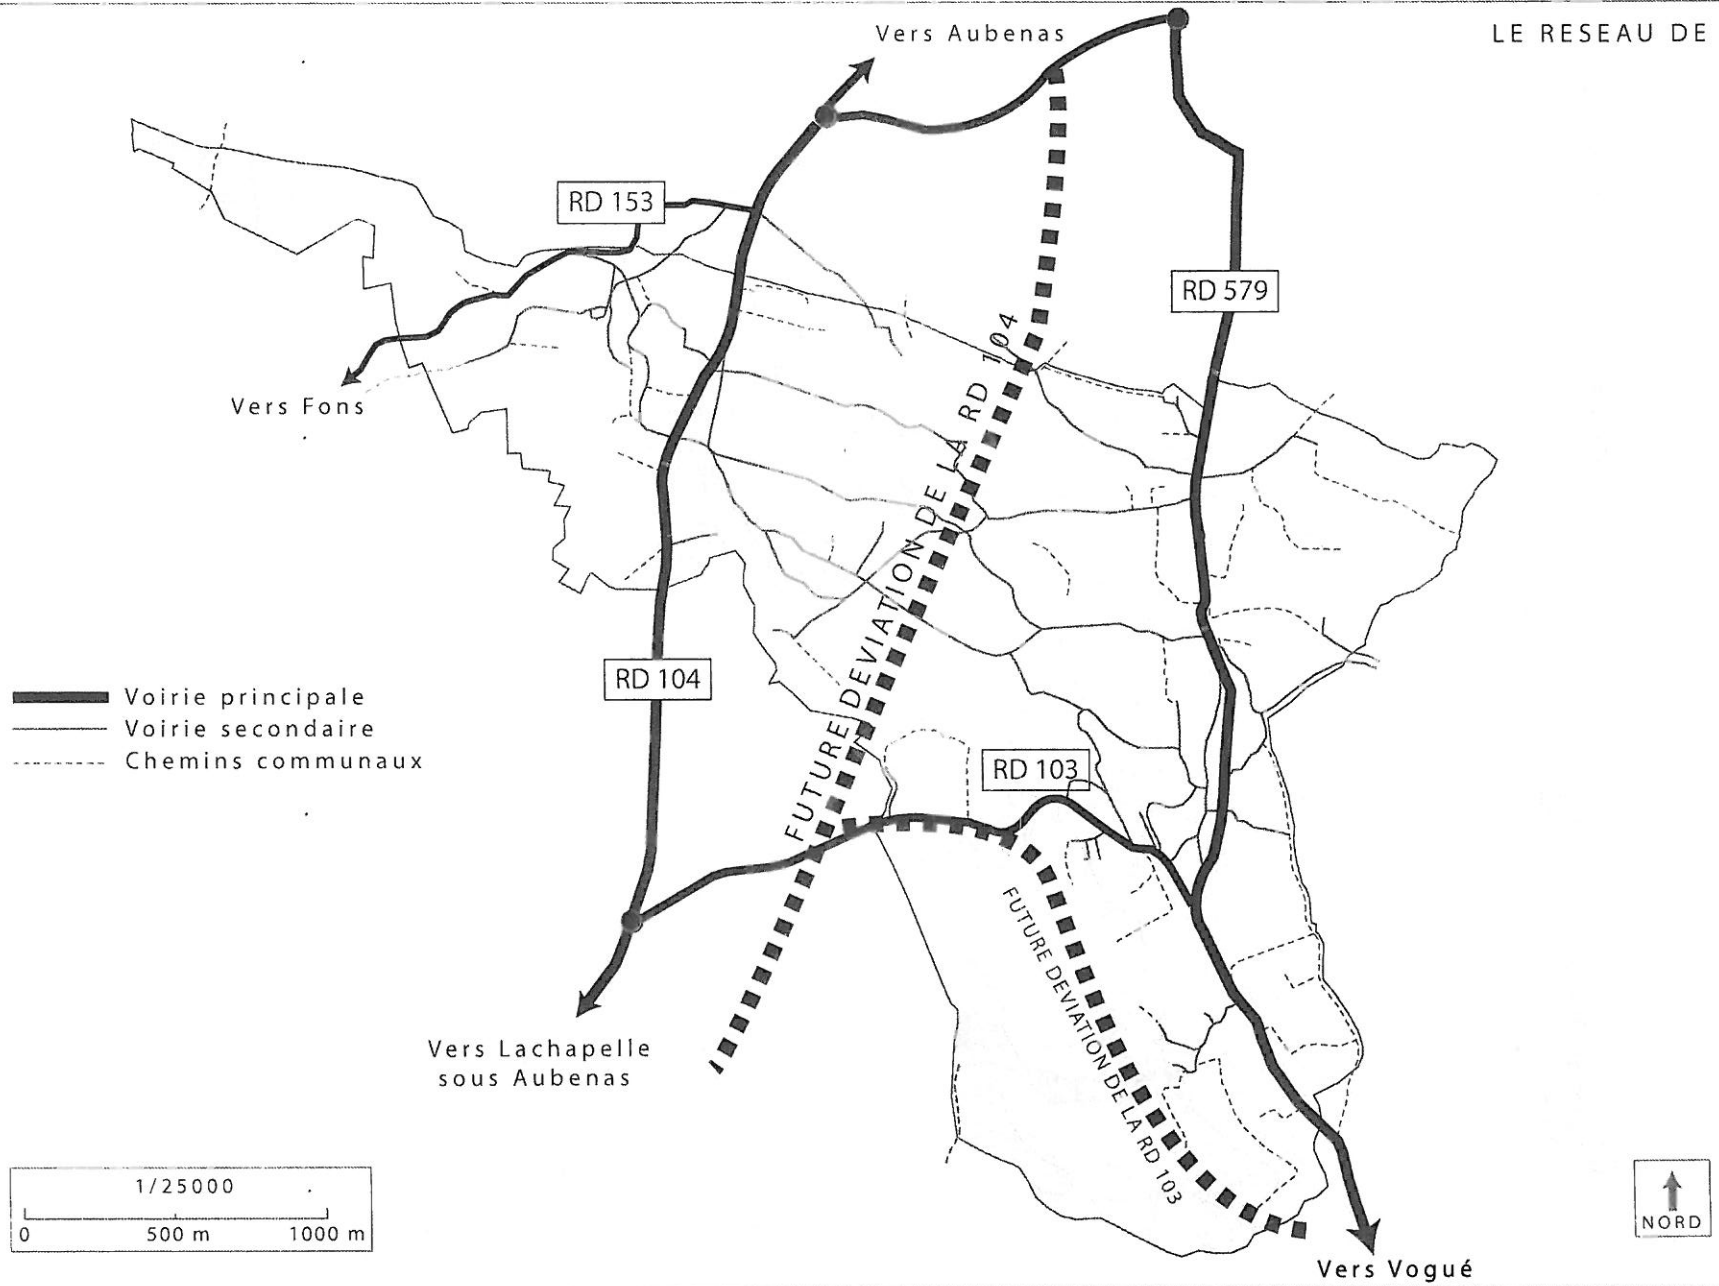 LE RESEAU DE
Vers Aubenas
RD 153
RD 579
Vers Fons
FUTURE DEVIATION DE LA RD 104
RD 104
Voirie principale
Voirie secondaire
Chemins communaux
RD 103
FUTURE DEVIATION DE LA RD 103
Vers Lachapelle
sous Aubenas
1/25000
0 500 m 1000 m
NORD
Vers Vogué